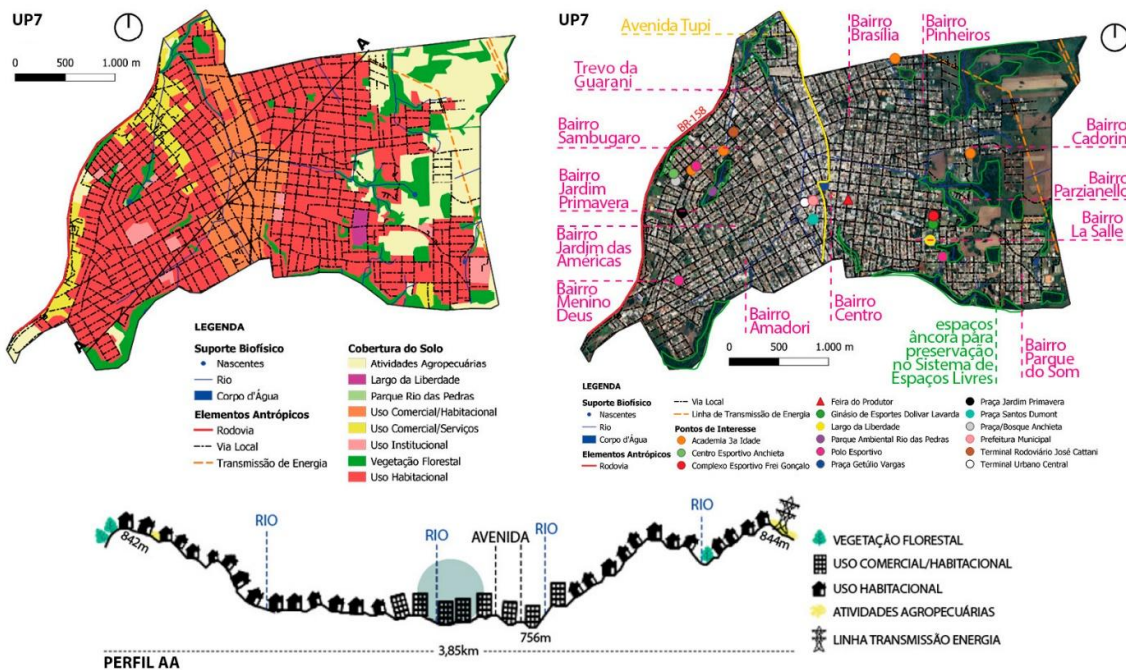 UP7
0 500 1.000 m
A
A
LEGENDA
Suporte Biofísico
Nascentes
Rio
Corpo d'Água
Elementos Antrópicos
Rodovia
Via Local
Transmissão de Energia
Cobertura do Solo
Atividades Agropecuárias
Largo da Liberdade
Parque Rio das Pedras
Uso Comercial/Habitacional
Uso Comercial/Serviços
Uso Institucional
Vegetação Florestal
Uso Habitacional
UP7
Avenida Tupi
Bairro
Brasília
Bairro
Pinheiros
Trevo da
Guarani
BR-158
Bairro
Sambugaro
Bairro
Jardim
Primavera
Bairro
Jardim das
Américas
Bairro
Menino
Deus
Bairro
Amadori
Bairro
Centro
Bairro
Cadorin
Bairro
Parzianello
Bairro
La Salle
espaços
âncora para
preservação
no Sistema de
Espaços Livres
Bairro
Parque
do Som
0 500 1.000 m
LEGENDA
Suporte Biofísico
Nascentes
Rio
Corpo d'Água
Elementos Antrópicos
Rodovia
Via Local
Linha de Transmissão de Energia
Pontos de Interesse
Academia 3a Idade
Centro Esportivo Anchieta
Complexo Esportivo Frei Gonçalo
Feira do Produtor
Ginásio de Esportes Dolivar Lavarda
Largo da Liberdade
Parque Ambiental Rio das Pedras
Polo Esportivo
Praça Getúlio Vargas
Praça Jardim Primavera
Praça Santos Dumont
Praça/Bosque Anchieta
Prefeitura Municipal
Terminal Rodoviário José Cattani
Terminal Urbano Central
842m
RIO
RIO
AVENIDA
RIO
RIO
844m
756m
3,85km
PERFIL AA
VEGETAÇÃO FLORESTAL
USO COMERCIAL/HABITACIONAL
USO HABITACIONAL
ATIVIDADES AGROPECUÁRIAS
LINHA TRANSMISSÃO ENERGIA